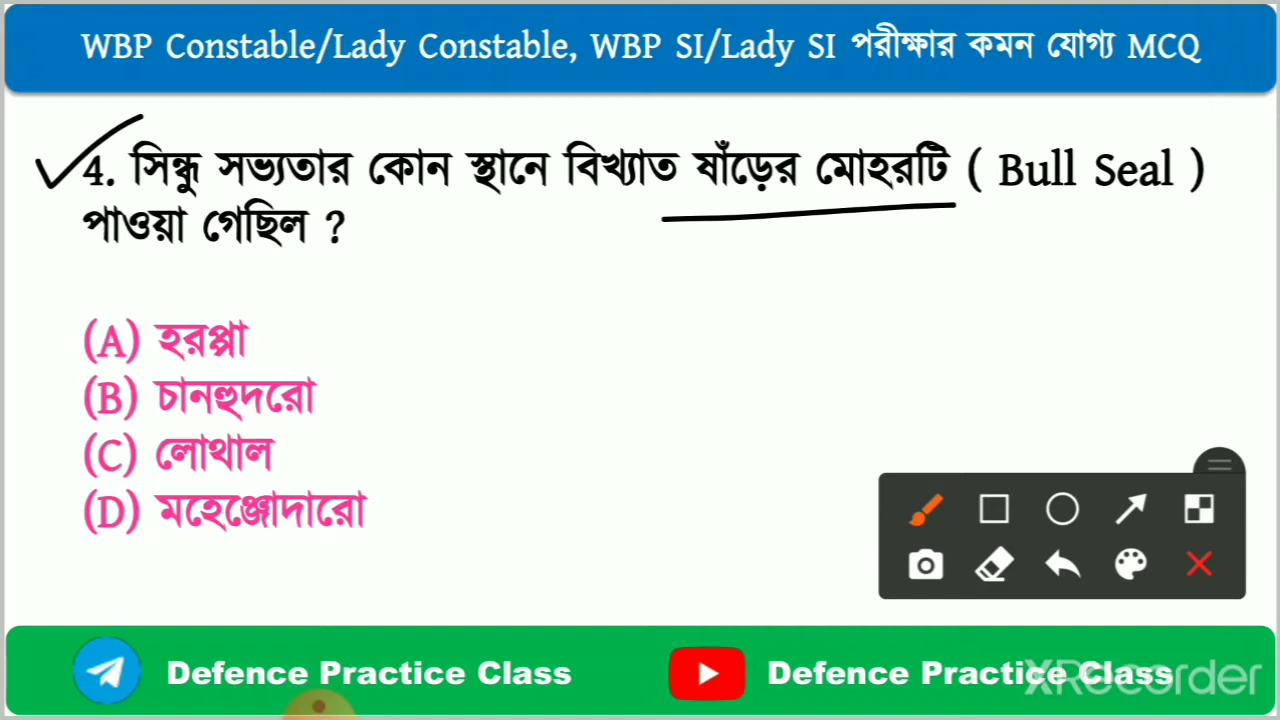 WBP Constable/Lady Constable, WBP SI/Lady SI পরীক্ষার কমন যোগ্য MCQ
4. সিন্ধু সভ্যতার কোন স্থানে বিখ্যাত ষাঁড়ের মোহরটি ( Bull Seal )
পাওয়া গেছিল ?
(A) হরপ্পা
(B) চানহুদরো
(C) লোথাল
(D) মহেঞ্জোদারো
Defence Practice Class
Defence Practice Class
XRecorder